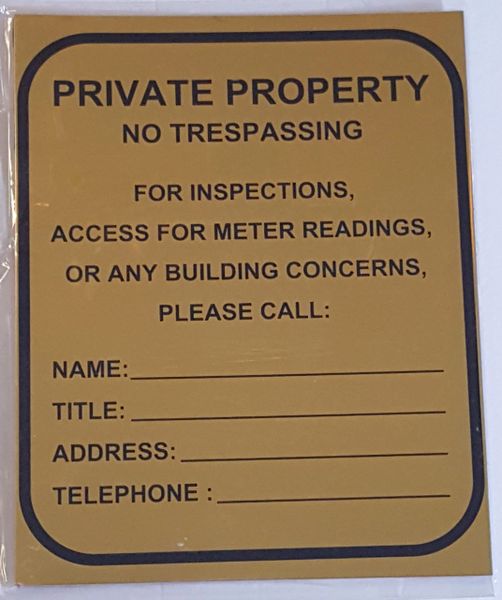 PRIVATE PROPERTY
NO TRESPASSING
FOR INSPECTIONS,
ACCESS FOR METER READINGS,
OR ANY BUILDING CONCERNS,
PLEASE CALL:
NAME:
TITLE:
ADDRESS:
TELEPHONE :